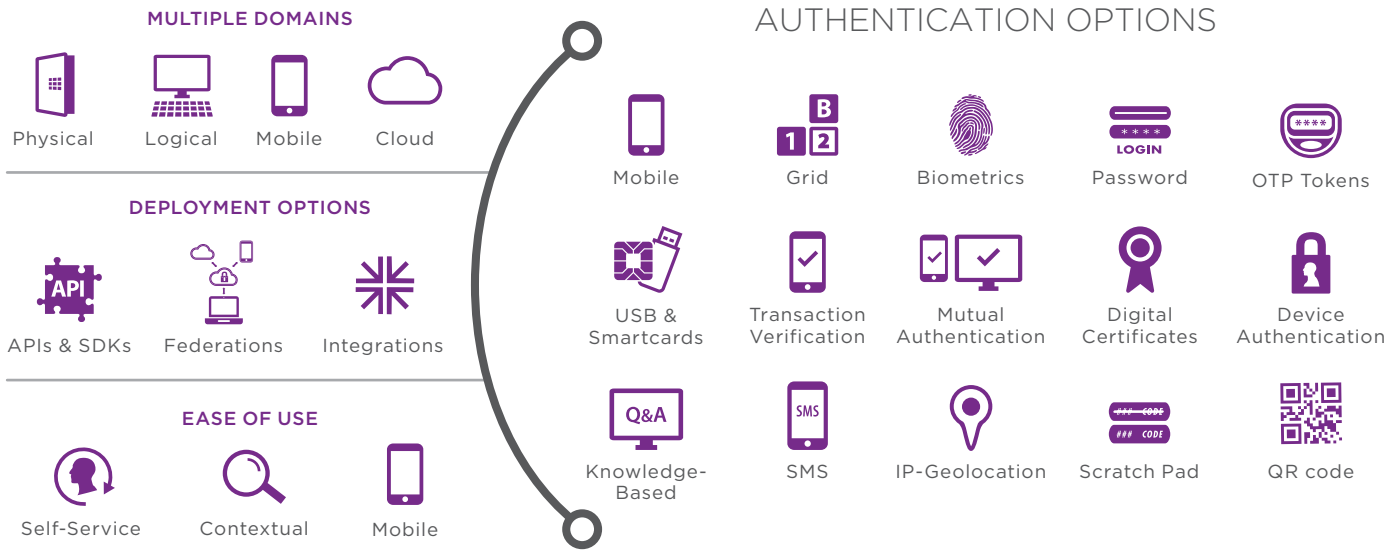 MULTIPLE DOMAINS
Physical
Logical
Mobile
Cloud
DEPLOYMENT OPTIONS
API
APIs & SDKs
Federations
Integrations
EASE OF USE
Self-Service
Contextual
Mobile
AUTHENTICATION OPTIONS
Mobile
B
1 2
Grid
Biometrics
****
LOGIN
Password
****
OTP Tokens
USB &
Smartcards
Transaction
Verification
Mutual
Authentication
Digital
Certificates
Device
Authentication
Q&A
Knowledge-
Based
SMS
SMS
IP-Geolocation
### CODE
### CODE
Scratch Pad
QR code